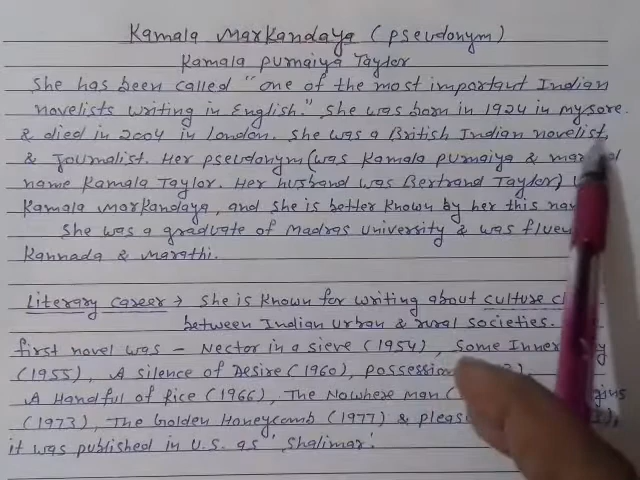 Kamala Markandaya (pseudonym)
Kamala Purnaiya Taylor
She has been called "one of the most important Indian
novelists writing in English." She was born in 1924 in mysore.
& died in 2004 in london. She was a British Indian novelist,
& Journalist. Her pseudonym (was Kamala Purnaiya &
name Kamala Taylor. Her husband was Bertrand Taylor)
Kamala Markandaya, and she is better known by her this
She was a graduate of Madras University & was
Kannada & Marathi.
Literary career → She is known for writing about culture
between Indian urban & rural societies.
first novel was - Nector in a sieve (1954), Some Inner
(1955), A Silence of Desire (1960),
A Handful of Rice (1966), The Nowhere man
(1973), The Golden Honeycomb (1977) &
it was published in U.S. as 'Shalimar'.